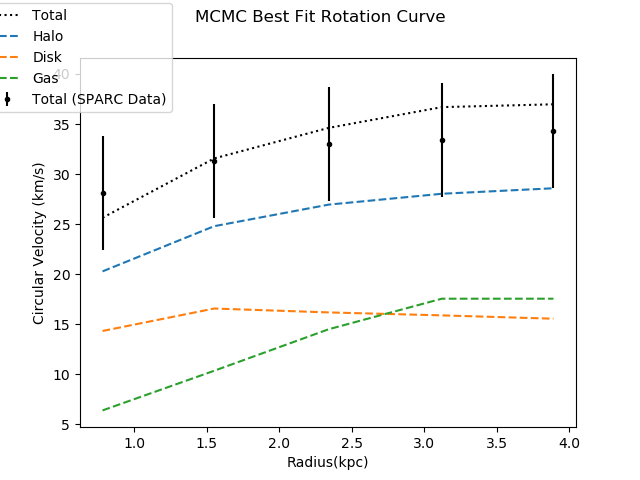 MCMC Best Fit Rotation Curve
Total
Halo
Disk
Gas
Total (SPARC Data)
40
35
30
25
20
15
10
5
Circular Velocity (km/s)
1.0 1.5 2.0 2.5 3.0 3.5 4.0
Radius(kpc)